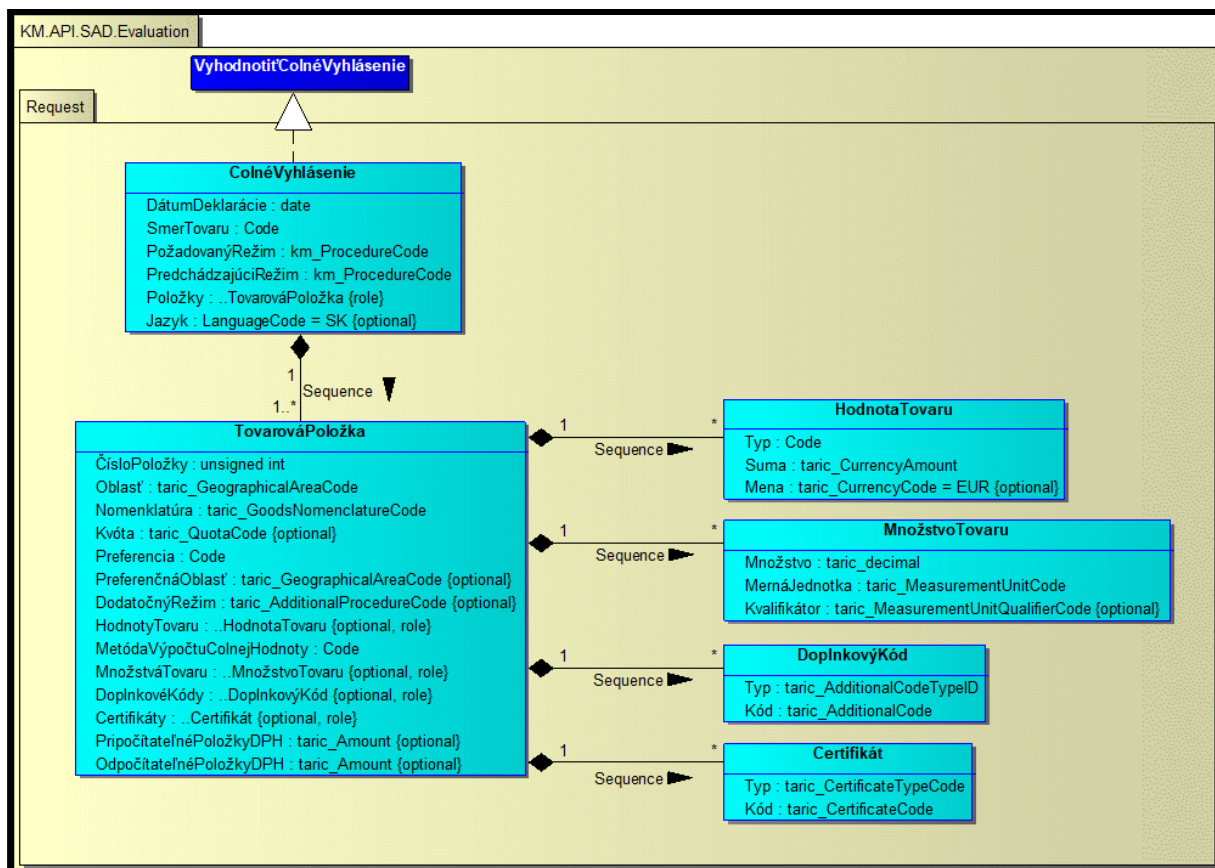 KM.API.SAD.Evaluation
VyhodnotiťColnéVyhlásenie
Request
ColnéVyhlásenie
DátumDeklarácie : date
SmerTovaru : Code
PožadovanýRežim : km_ProcedureCode
PredchádzajúciRežim : km_ProcedureCode
Položky : ..TovarováPoložka {role}
Jazyk : LanguageCode = SK {optional}
1
Sequence
1..*
TovarováPoložka
ČísloPoložky : unsigned int
Oblasť : taric_GeographicalAreaCode
Nomenklatúra : taric_GoodsNomenclatureCode
Kvóta : taric_QuotaCode {optional}
Preferencia : Code
PreferenčnáOblasť : taric_GeographicalAreaCode {optional}
DodatočnýRežim : taric_AdditionalProcedureCode {optional}
HodnotyTovaru : ..HodnotaTovaru {optional, role}
MetódaVýpočtuColnejHodnoty : Code
MnožstváTovaru : ..MnožstvoTovaru {optional, role}
DoplnkovéKódy : ..DoplnkovýKód {optional, role}
Certifikáty : ..Certifikát {optional, role}
PripočítateľnéPoložkyDPH : taric_Amount {optional}
OdpočítateľnéPoložkyDPH : taric_Amount {optional}
1 *
Sequence
HodnotaTovaru
Typ : Code
Suma : taric_CurrencyAmount
Mena : taric_CurrencyCode = EUR {optional}
1 *
Sequence
MnožstvoTovaru
Množstvo : taric_decimal
MernáJednotka : taric_MeasurementUnitCode
Kvalifikátor : taric_MeasurementUnitQualifierCode {optional}
1 *
Sequence
DoplnkovýKód
Typ : taric_AdditionalCodeTypeID
Kód : taric_AdditionalCode
1 *
Sequence
Certifikát
Typ : taric_CertificateTypeCode
Kód : taric_CertificateCode